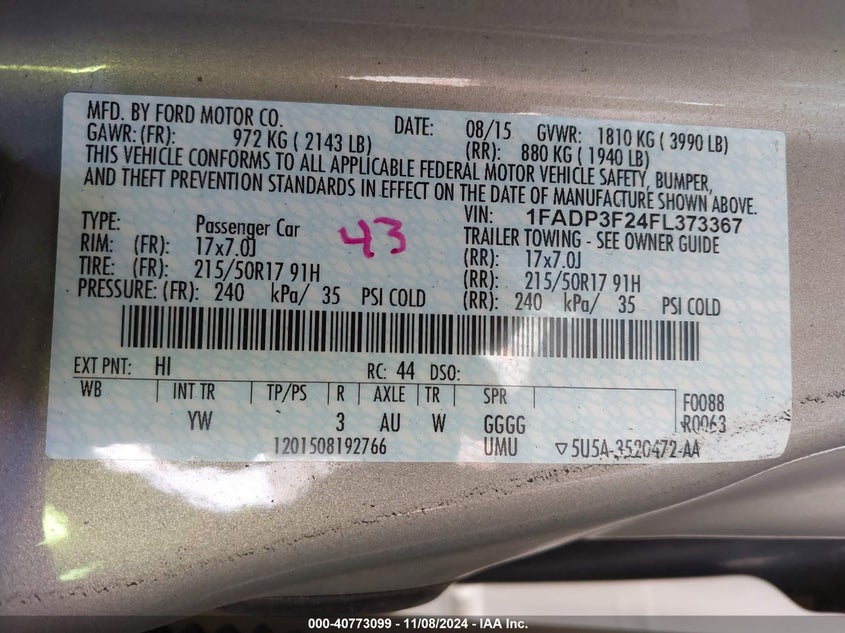 MFD. BY FORD MOTOR CO. DATE: 08/15 GVWR: 1810 KG ( 3990 LB)
GAWR: (FR): 972 KG ( 2143 LB) (RR): 880 KG ( 1940 LB)
THIS VEHICLE CONFORMS TO ALL APPLICABLE FEDERAL MOTOR VEHICLE SAFETY, BUMPER,
AND THEFT PREVENTION STANDARDS IN EFFECT ON THE DATE OF MANUFACTURE SHOWN ABOVE.
VIN: 1FADP3F24FL373367
TYPE: Passenger Car 43 TRAILER TOWING - SEE OWNER GUIDE
RIM: (FR): 17x7.0J (RR): 17x7.0J
TIRE: (FR): 215/50R17 91H (RR): 215/50R17 91H
PRESSURE: (FR): 240 kPa/ 35 PSI COLD (RR): 240 kPa/ 35 PSI COLD
EXT PNT: HI RC: 44 DSO:
WB INT TR TP/PS R AXLE TR SPR F0088
YW 3 AU W GGGG R0063
1201508192766 UMU ▽5U5A-3520472-AA
000-40773099 - 11/08/2024 - IAA Inc.